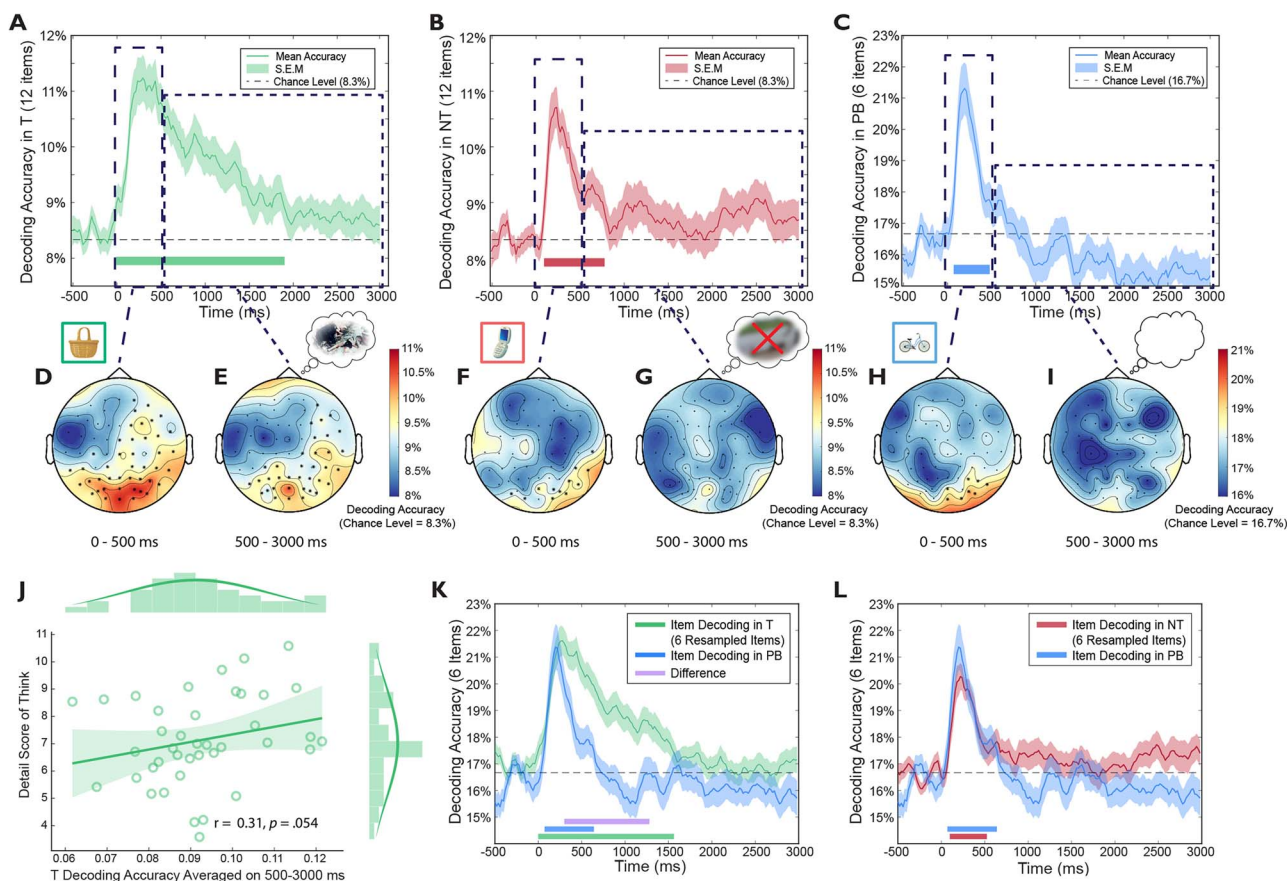 A
Decoding Accuracy in T (12 items)
12%
11%
10%
9%
8%
-500 0 500 1000 1500 2000 2500 3000
Time (ms)
Mean Accuracy
S.E.M
Chance Level (8.3%)
B
Decoding Accuracy in NT (12 items)
12%
11%
10%
9%
8%
-500 0 500 1000 1500 2000 2500 3000
Time (ms)
Mean Accuracy
S.E.M
Chance Level (8.3%)
C
Decoding Accuracy in PB (6 items)
23%
22%
21%
20%
19%
18%
17%
16%
15%
-500 0 500 1000 1500 2000 2500 3000
Time (ms)
Mean Accuracy
S.E.M
Chance Level (16.7%)
D
0 - 500 ms
E
500 - 3000 ms
11%
10.5%
10%
9.5%
9%
8.5%
8%
Decoding Accuracy
(Chance Level = 8.3%)
F
0 - 500 ms
G
500 - 3000 ms
11%
10.5%
10%
9.5%
9%
8.5%
8%
Decoding Accuracy
(Chance Level = 8.3%)
H
0 - 500 ms
I
500 - 3000 ms
21%
20%
19%
18%
17%
16%
Decoding Accuracy
(Chance Level = 16.7%)
J
Detail Score of Think
11
10
9
8
7
6
5
4
r = 0.31, p = .054
0.06 0.07 0.08 0.09 0.10 0.11 0.12
T Decoding Accuracy Averaged on 500-3000 ms
K
Decoding Accuracy (6 Items)
23%
22%
21%
20%
19%
18%
17%
16%
15%
-500 0 500 1000 1500 2000 2500 3000
Time (ms)
Item Decoding in T
(6 Resampled Items)
Item Decoding in PB
Difference
L
Decoding Accuracy (6 Items)
23%
22%
21%
20%
19%
18%
17%
16%
15%
-500 0 500 1000 1500 2000 2500 3000
Time (ms)
Item Decoding in NT
(6 Resampled Items)
Item Decoding in PB